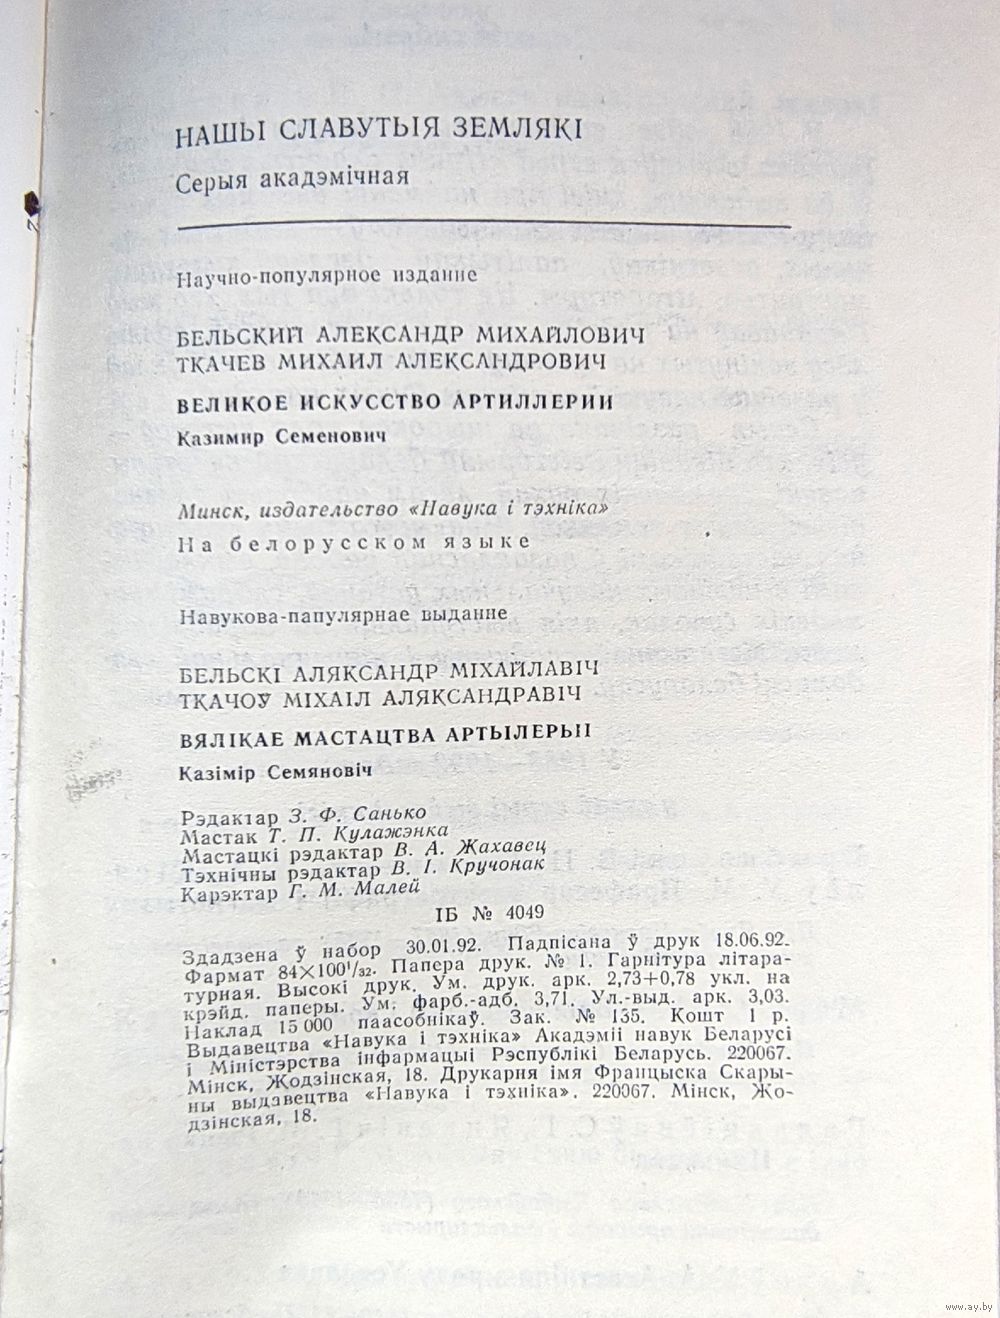 НАШЫ СЛАВУТЫЯ ЗЕМЛЯКІ
Серыя акадэмічная
Научно-популярное издание
БЕЛЬСКИЙ АЛЕКСАНДР МИХАЙЛОВИЧ
ТКАЧЕВ МИХАИЛ АЛЕКСАНДРОВИЧ
ВЕЛИКОЕ ИСКУССТВО АРТИЛЛЕРИИ
Казимир Семенович
Минск, издательство «Навука і тэхніка»
На белорусском языке
Навукова-папулярнае выданне
БЕЛЬСКІ АЛЯКСАНДР МІХАЙЛАВІЧ
ТКАЧОЎ МІХАІЛ АЛЯКСАНДРАВІЧ
ВЯЛІКАЕ МАСТАЦТВА АРТЫЛЕРЫІ
Казімір Семяновіч
Рэдактар З. Ф. Санько
Мастак Т. П. Кулажэнка
Мастацкі рэдактар В. А. Жахавец
Тэхнічны рэдактар В. І. Кручонак
Карэктар Г. М. Малей
ІБ № 4049
Здадзена ў набор 30.01.92. Падпісана ў друк 18.06.92.
Фармат 84×100¹/₃₂. Папера друк. № 1. Гарнітура літара-
турная. Высокі друк. Ум. друк. арк. 2,73+0,78 укл. на
крэйд. паперы. Ум. фарб.-адб. 3,71. Ул.-выд. арк. 3,03.
Наклад 15 000 паасобнікаў. Зак. № 135. Кошт 1 р.
Выдавецтва «Навука і тэхніка» Акадэміі навук Беларусі
і Міністэрства інфармацыі Рэспублікі Беларусь. 220067.
Мінск, Жодзінская, 18. Друкарня імя Францыска Скары-
ны выдавецтва «Навука і тэхніка». 220067. Мінск, Жо-
дзінская, 18.
www.ay.by